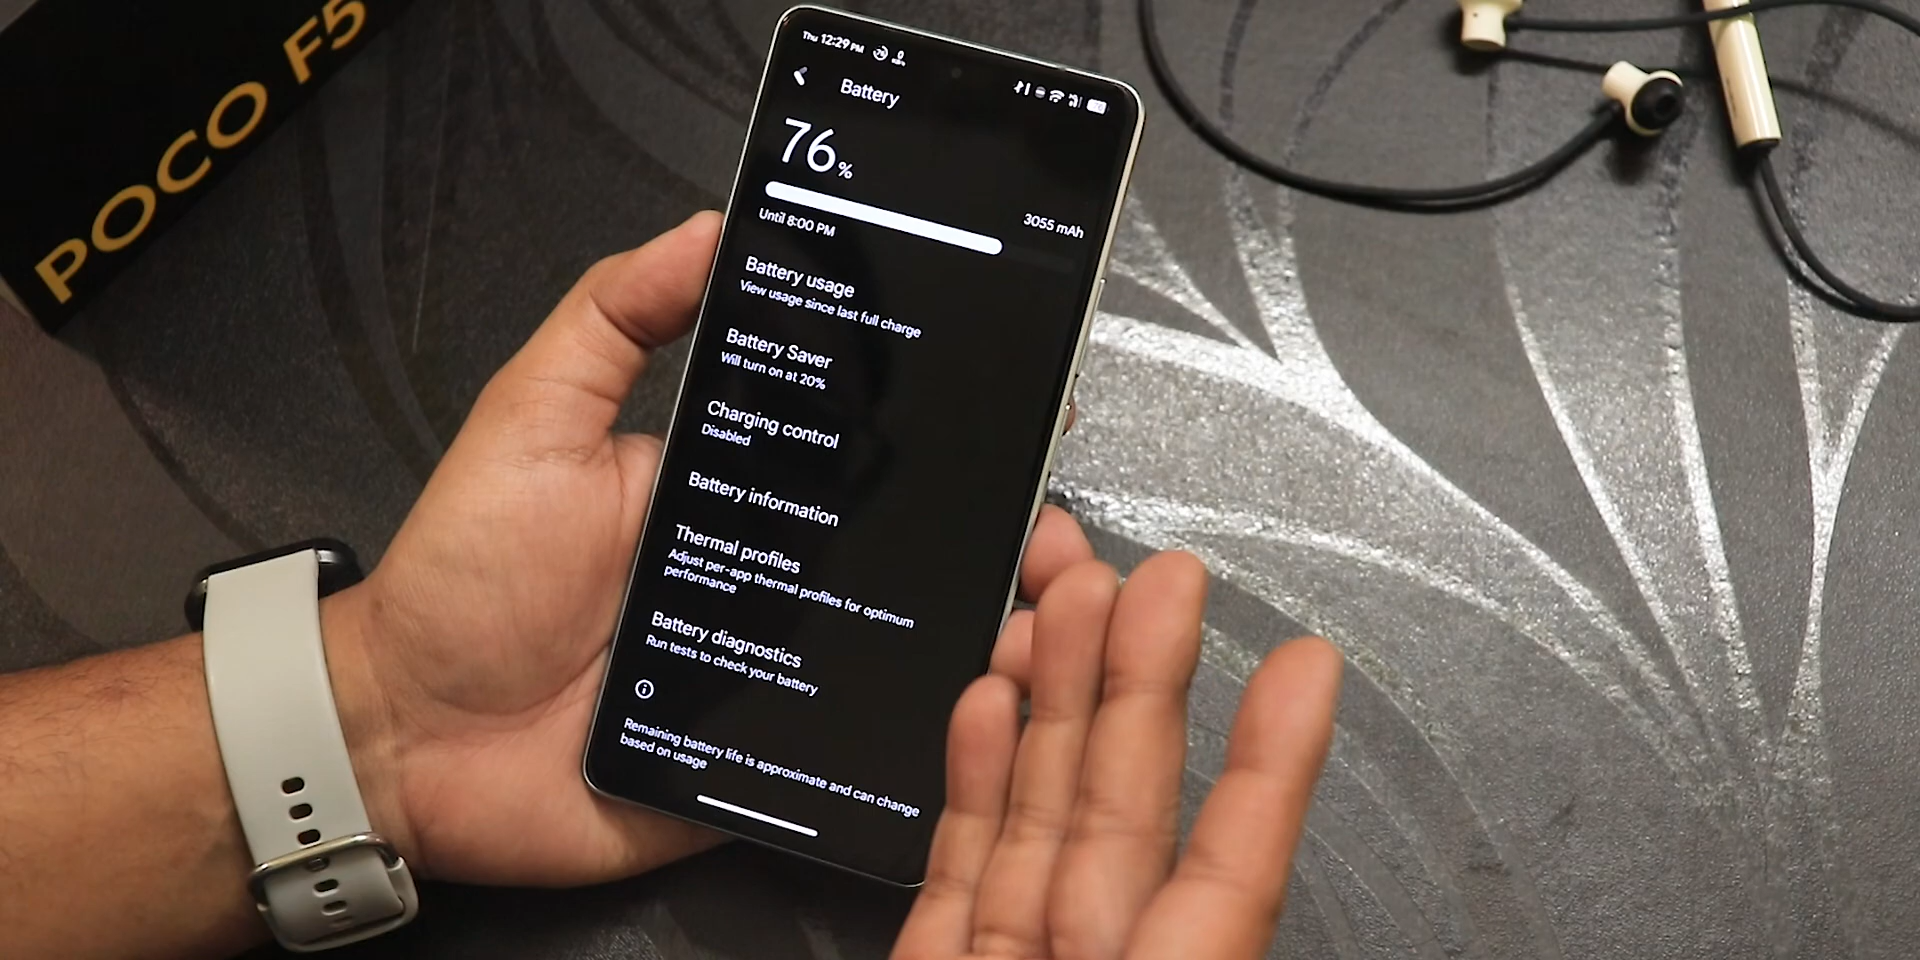 POCO F5
Thu 12:29 PM
Battery
76%
3055 mAh
Until 8:00 PM
Battery usage
View usage since last full charge
Battery Saver
Will turn on at 20%
Charging control
Disabled
Battery information
Thermal profiles
Adjust per-app thermal profiles for optimum
performance
Battery diagnostics
Run tests to check your battery
Remaining battery life is approximate and can change
based on usage